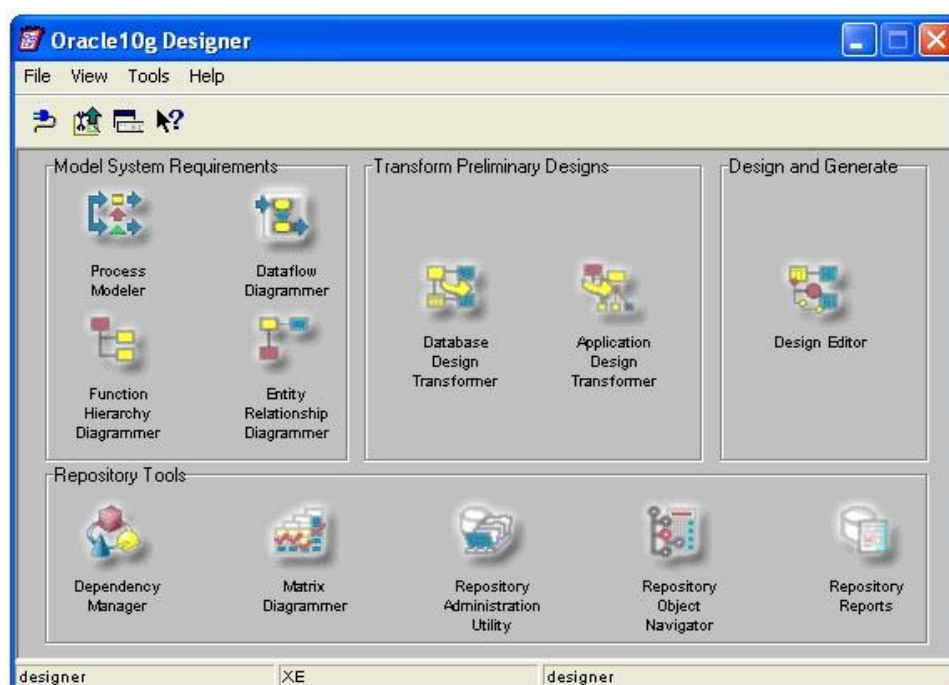 Oracle10g Designer
File View Tools Help
Model System Requirements
Process
Modeler
Dataflow
Diagrammer
Function
Hierarchy
Diagrammer
Entity
Relationship
Diagrammer
Transform Preliminary Designs
Database
Design
Transformer
Application
Design
Transformer
Design and Generate
Design Editor
Repository Tools
Dependency
Manager
Matrix
Diagrammer
Repository
Administration
Utility
Repository
Object
Navigator
Repository
Reports
designer XE designer